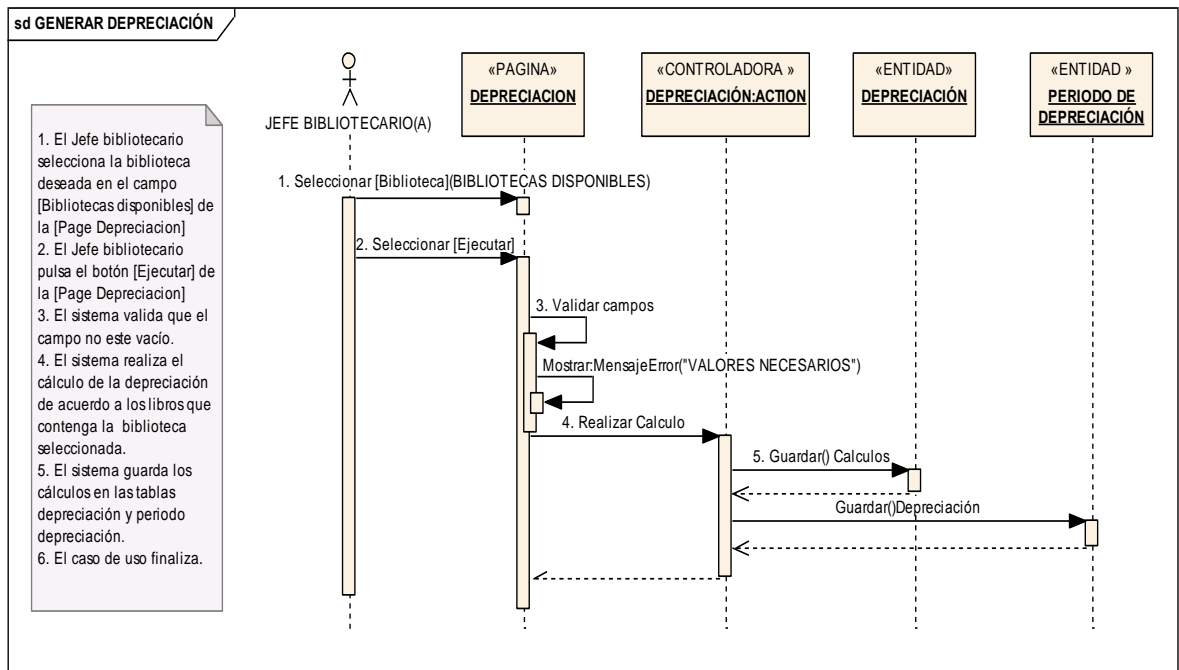 sd GENERAR DEPRECIACIÓN
JEFE BIBLIOTECARIO(A)
«PAGINA»
DEPRECIACION
«CONTROLADORA »
DEPRECIACIÓN:ACTION
«ENTIDAD»
DEPRECIACIÓN
«ENTIDAD »
PERIODO DE
DEPRECIACIÓN
1. El Jefe bibliotecario
selecciona la biblioteca
deseada en el campo
[Bibliotecas disponibles] de
la [Page Depreciacion]
2. El Jefe bibliotecario
pulsa el botón [Ejecutar] de
la [Page Depreciacion]
3. El sistema valida que el
campo no este vacío.
4. El sistema realiza el
cálculo de la depreciación
de acuerdo a los libros que
contenga la biblioteca
seleccionada.
5. El sistema guarda los
cálculos en las tablas
depreciación y periodo
depreciación.
6. El caso de uso finaliza.
1. Seleccionar [Biblioteca](BIBLIOTECAS DISPONIBLES)
2. Seleccionar [Ejecutar]
3. Validar campos
Mostrar:MensajeError("VALORES NECESARIOS")
4. Realizar Calculo
5. Guardar() Calculos
Guardar()Depreciación